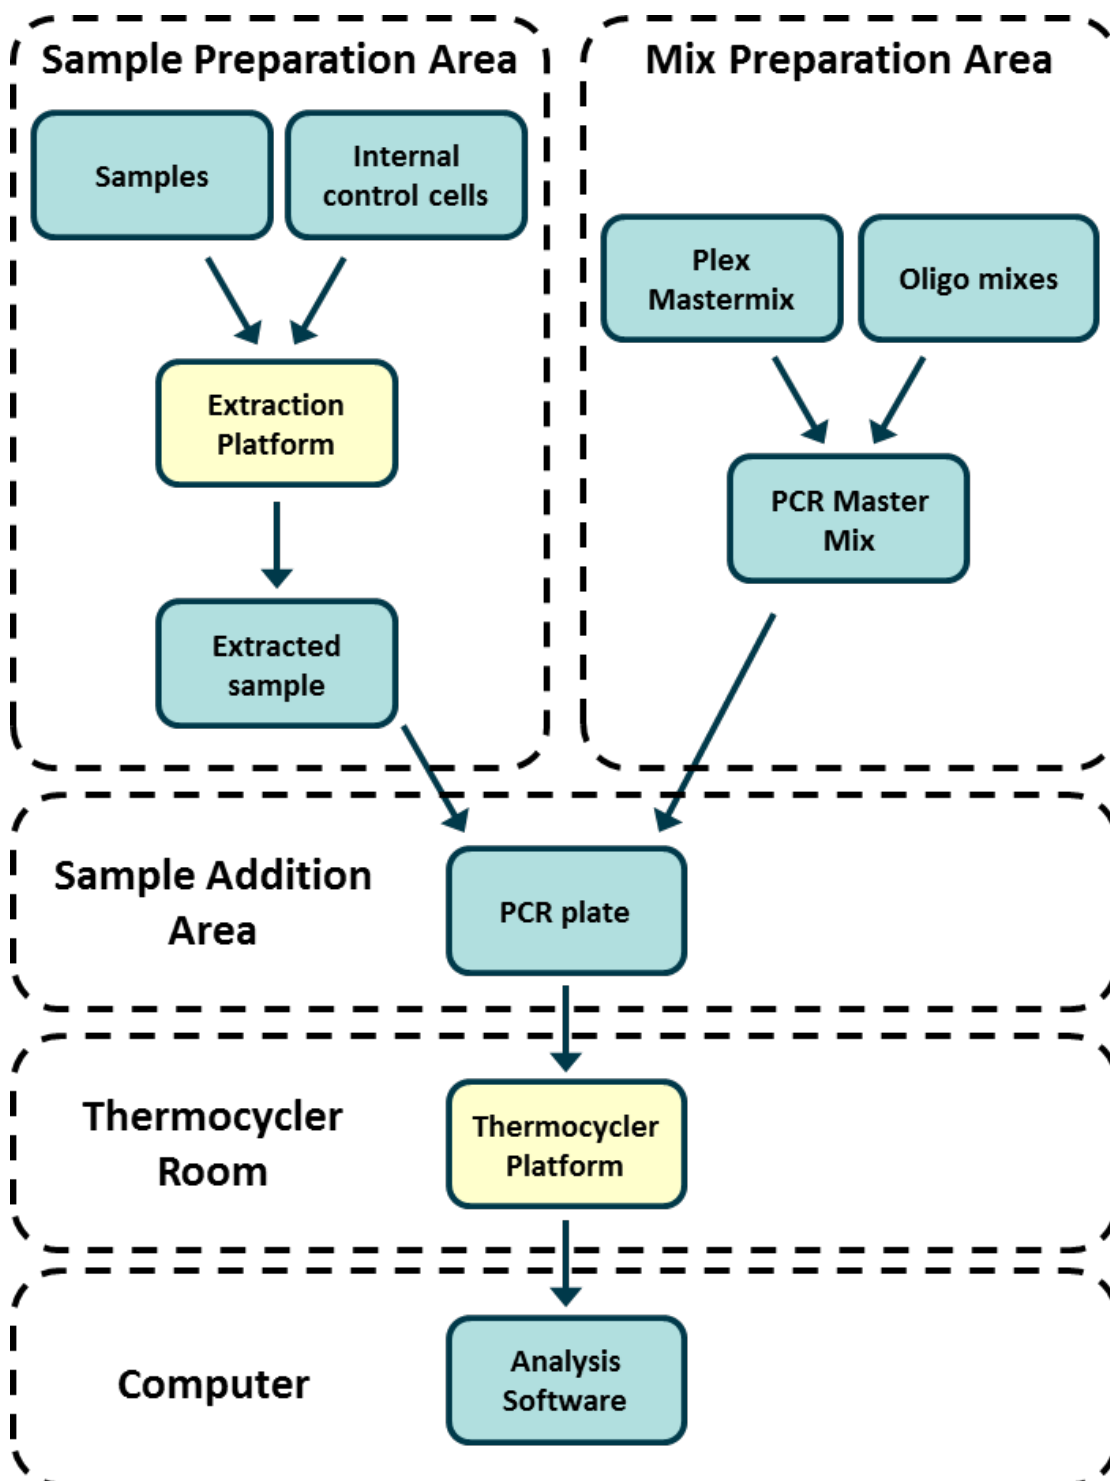 Sample Preparation Area
Samples
Internal
control cells
Extraction
Platform
Extracted
sample
Mix Preparation Area
Plex
Mastermix
Oligo mixes
PCR Master
Mix
Sample Addition
Area
PCR plate
Thermocycler
Room
Thermocycler
Platform
Computer
Analysis
Software